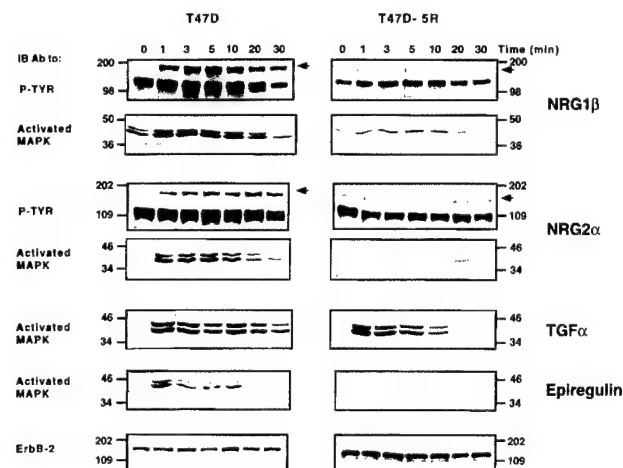 T47D T47D- 5R
IB Ab to: 0 1 3 5 10 20 30 0 1 3 5 10 20 30 Time (min)
200 200
P-TYR 98 98 NRG1β
Activated MAPK 50 36 50 36
202 202
P-TYR 109 109 NRG2α
Activated MAPK 46 34 46 34
Activated MAPK 46 34 46 34 TGFα
Activated MAPK 46 34 46 34 Epiregulin
ErbB-2 202 109 202 109